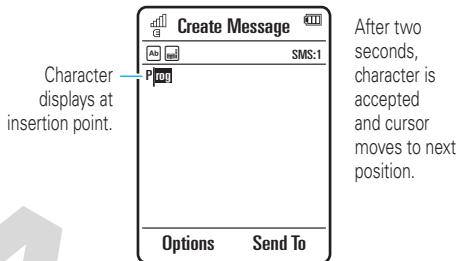 Create Message
Ab SMS:1
Prog
Character
displays at
insertion point.
After two
seconds,
character is
accepted
and cursor
moves to next
position.
Options Send To